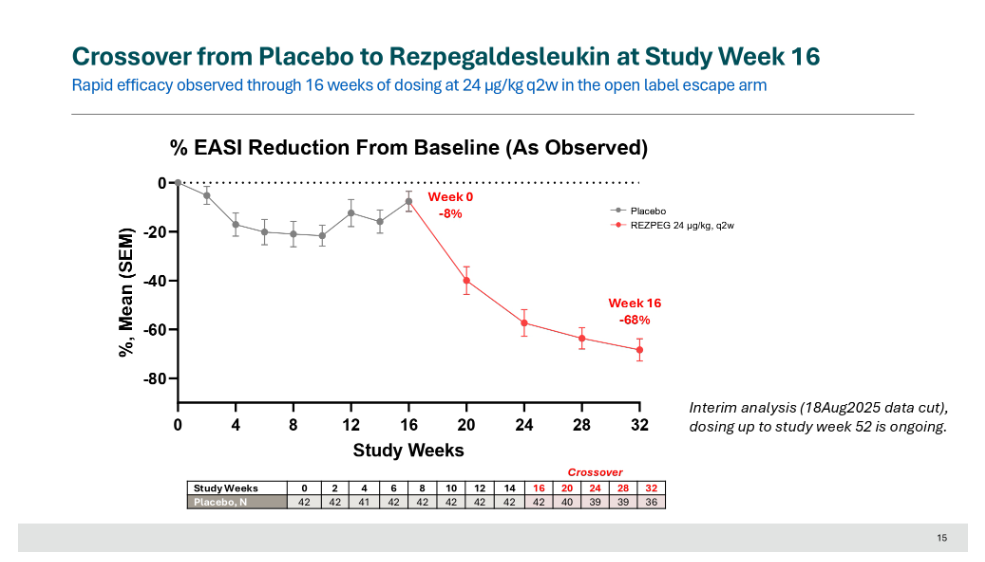 Crossover from Placebo to Rezpegaldesleukin at Study Week 16
Rapid efficacy observed through 16 weeks of dosing at 24 µg/kg q2w in the open label escape arm
% EASI Reduction From Baseline (As Observed)
%, Mean (SEM)
0
-20
-40
-60
-80
Week 0
-8%
Placebo
REZPEG 24 µg/kg, q2w
Week 16
-68%
0 4 8 12 16 20 24 28 32
Study Weeks
Interim analysis (18Aug2025 data cut),
dosing up to study week 52 is ongoing.
Crossover
Study Weeks 0 2 4 6 8 10 12 14 16 20 24 28 32
Placebo, N 42 42 41 42 42 42 42 42 42 40 39 39 36
15